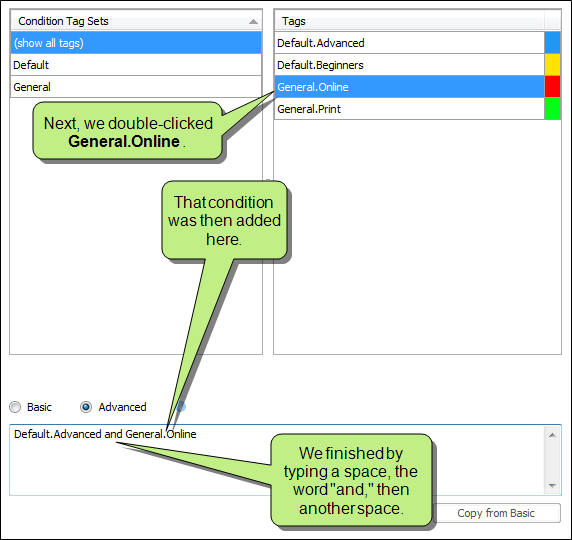 Condition Tag Sets
(show all tags)
Default
General
Tags
Default.Advanced
Default.Beginners
General.Online
General.Print
Next, we double-clicked
General.Online .
That condition
was then added
here.
Basic
Advanced
Default.Advanced and General.Online
We finished by
typing a space, the
word "and," then
another space.
Copy from Basic